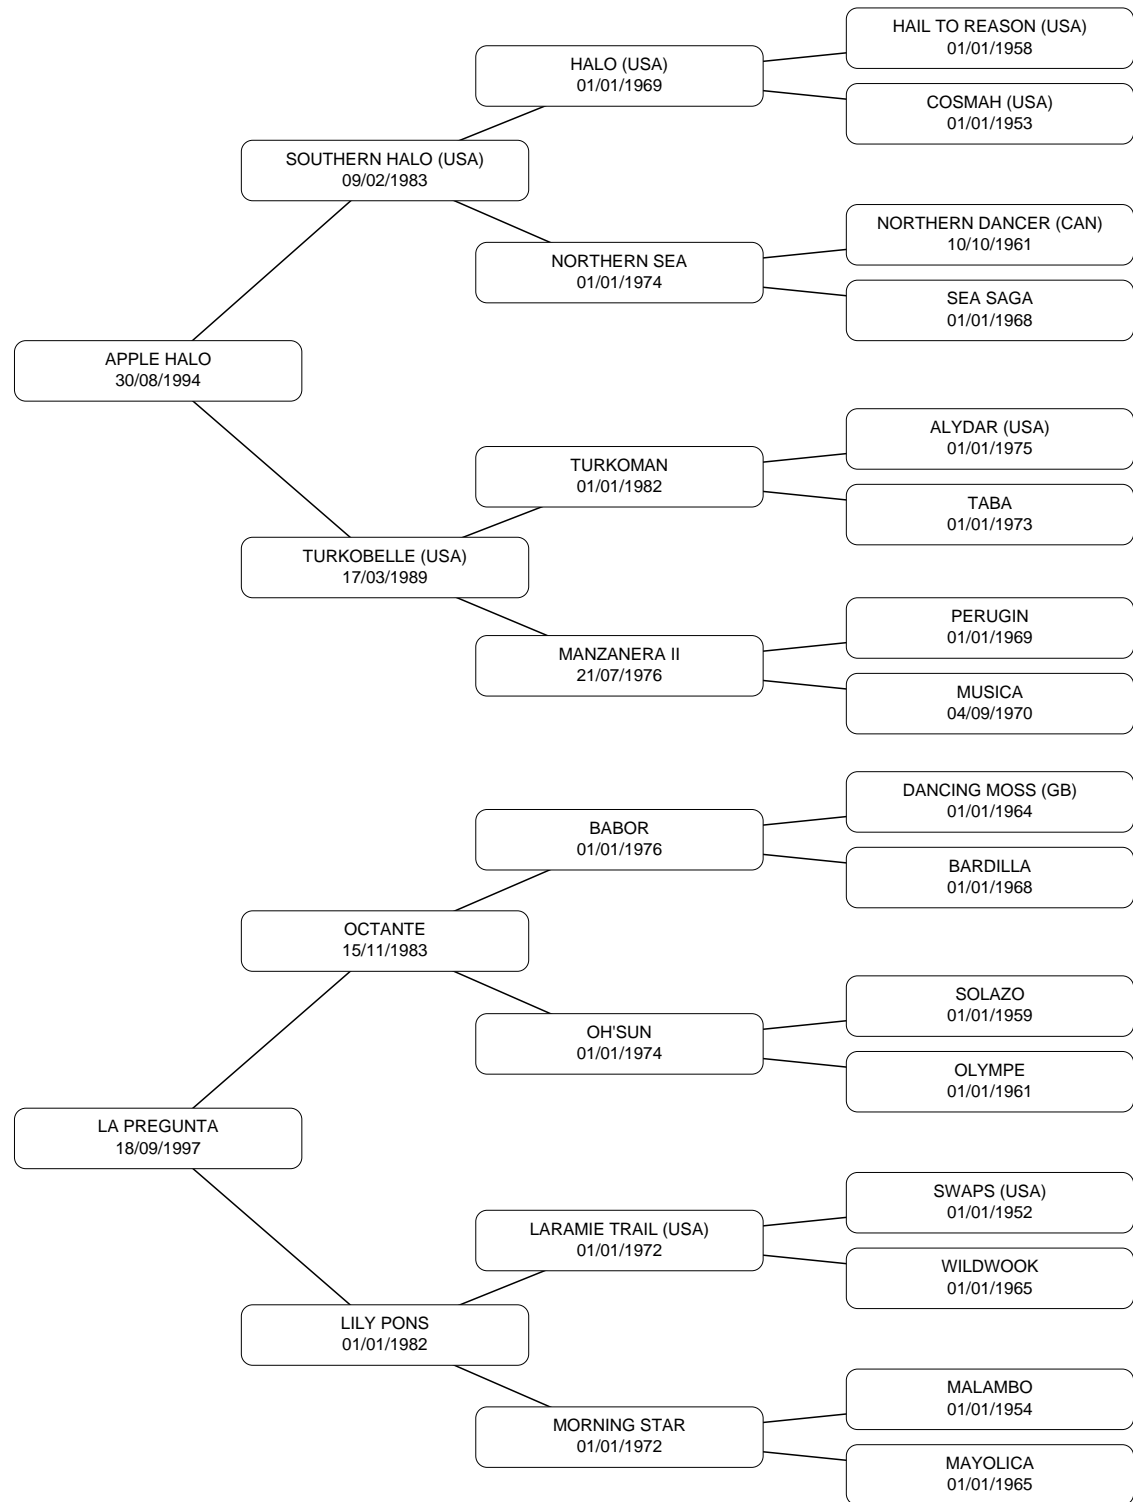 HAIL TO REASON (USA)
01/01/1958
HALO (USA)
01/01/1969
COSMAH (USA)
01/01/1953
SOUTHERN HALO (USA)
09/02/1983
NORTHERN DANCER (CAN)
10/10/1961
NORTHERN SEA
01/01/1974
SEA SAGA
01/01/1968
APPLE HALO
30/08/1994
ALYDAR (USA)
01/01/1975
TURKOMAN
01/01/1982
TABA
01/01/1973
TURKOBELLE (USA)
17/03/1989
PERUGIN
01/01/1969
MANZANERA II
21/07/1976
MUSICA
04/09/1970
DANCING MOSS (GB)
01/01/1964
BABOR
01/01/1976
BARDILLA
01/01/1968
OCTANTE
15/11/1983
SOLAZO
01/01/1959
OH'SUN
01/01/1974
OLYMPE
01/01/1961
LA PREGUNTA
18/09/1997
SWAPS (USA)
01/01/1952
LARAMIE TRAIL (USA)
01/01/1972
WILDWOOK
01/01/1965
LILY PONS
01/01/1982
MALAMBO
01/01/1954
MORNING STAR
01/01/1972
MAYOLICA
01/01/1965